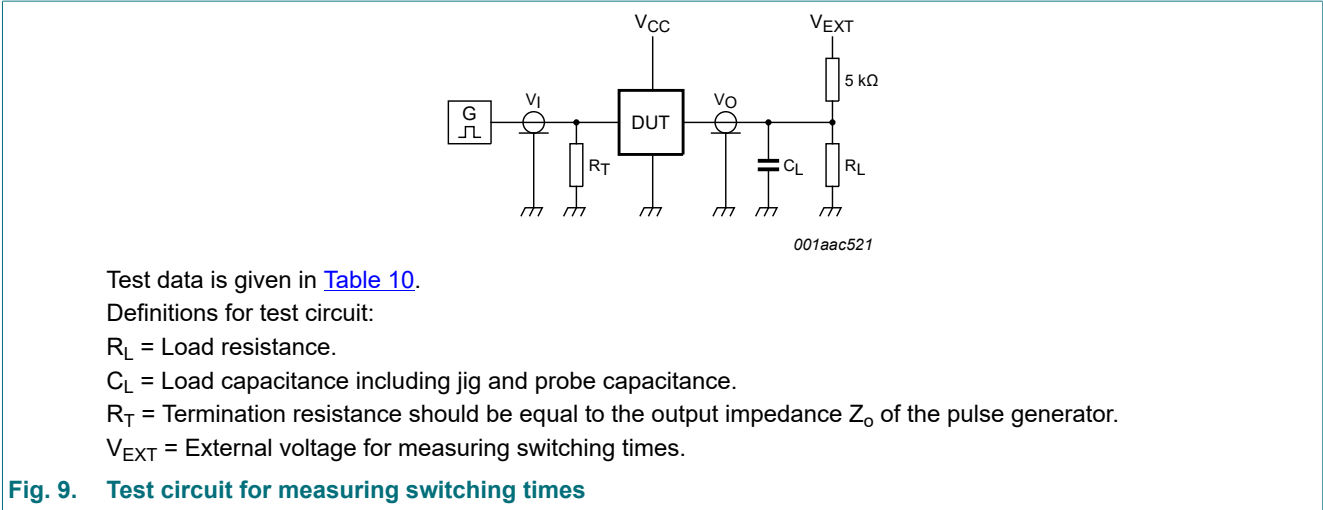 VCC
VEXT
5 kΩ
G
VI
DUT
VO
RT
CL
RL
001aac521
Test data is given in Table 10.
Definitions for test circuit:
RL = Load resistance.
CL = Load capacitance including jig and probe capacitance.
RT = Termination resistance should be equal to the output impedance Zo of the pulse generator.
VEXT = External voltage for measuring switching times.
Fig. 9. Test circuit for measuring switching times